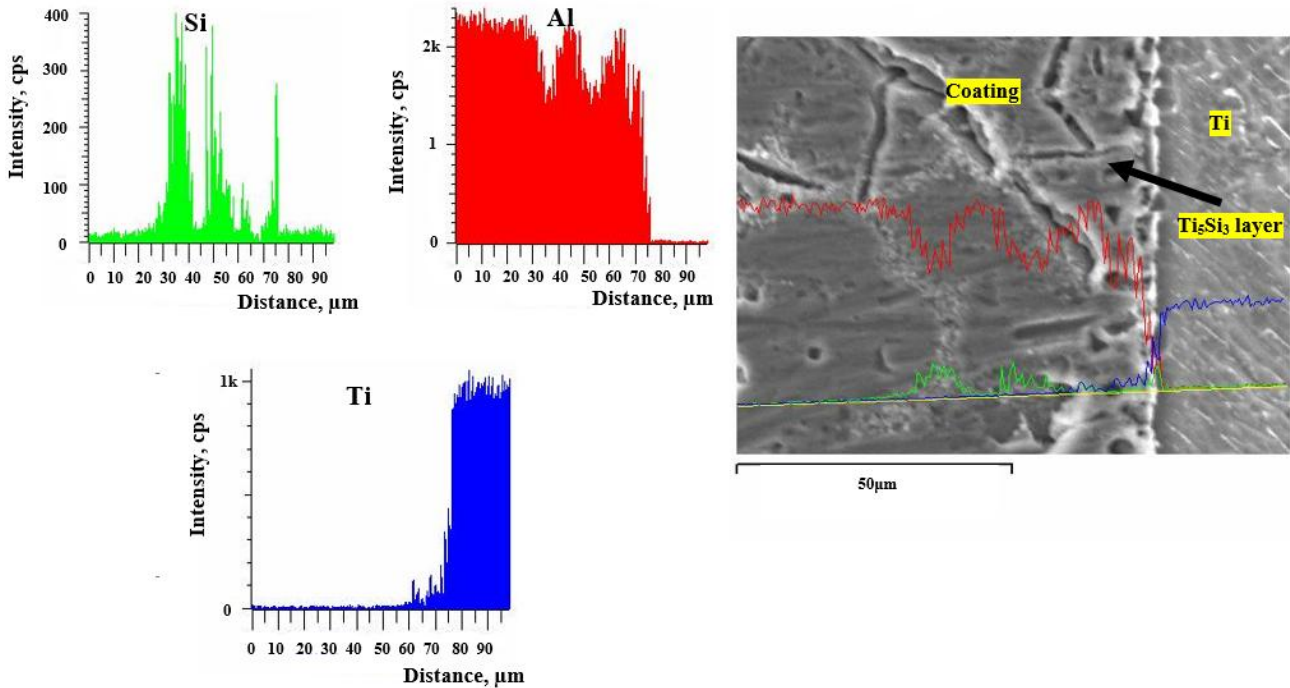 Si
Intensity, cps
400
300
200
100
0
0 10 20 30 40 50 60 70 80 90
Distance, µm
Al
Intensity, cps
2k
1
0
0 10 20 30 40 50 60 70 80 90
Distance, µm
Coating
Ti
Ti₅Si₃ layer
50µm
Ti
Intensity, cps
1k
0
0 10 20 30 40 50 60 70 80 90
Distance, µm